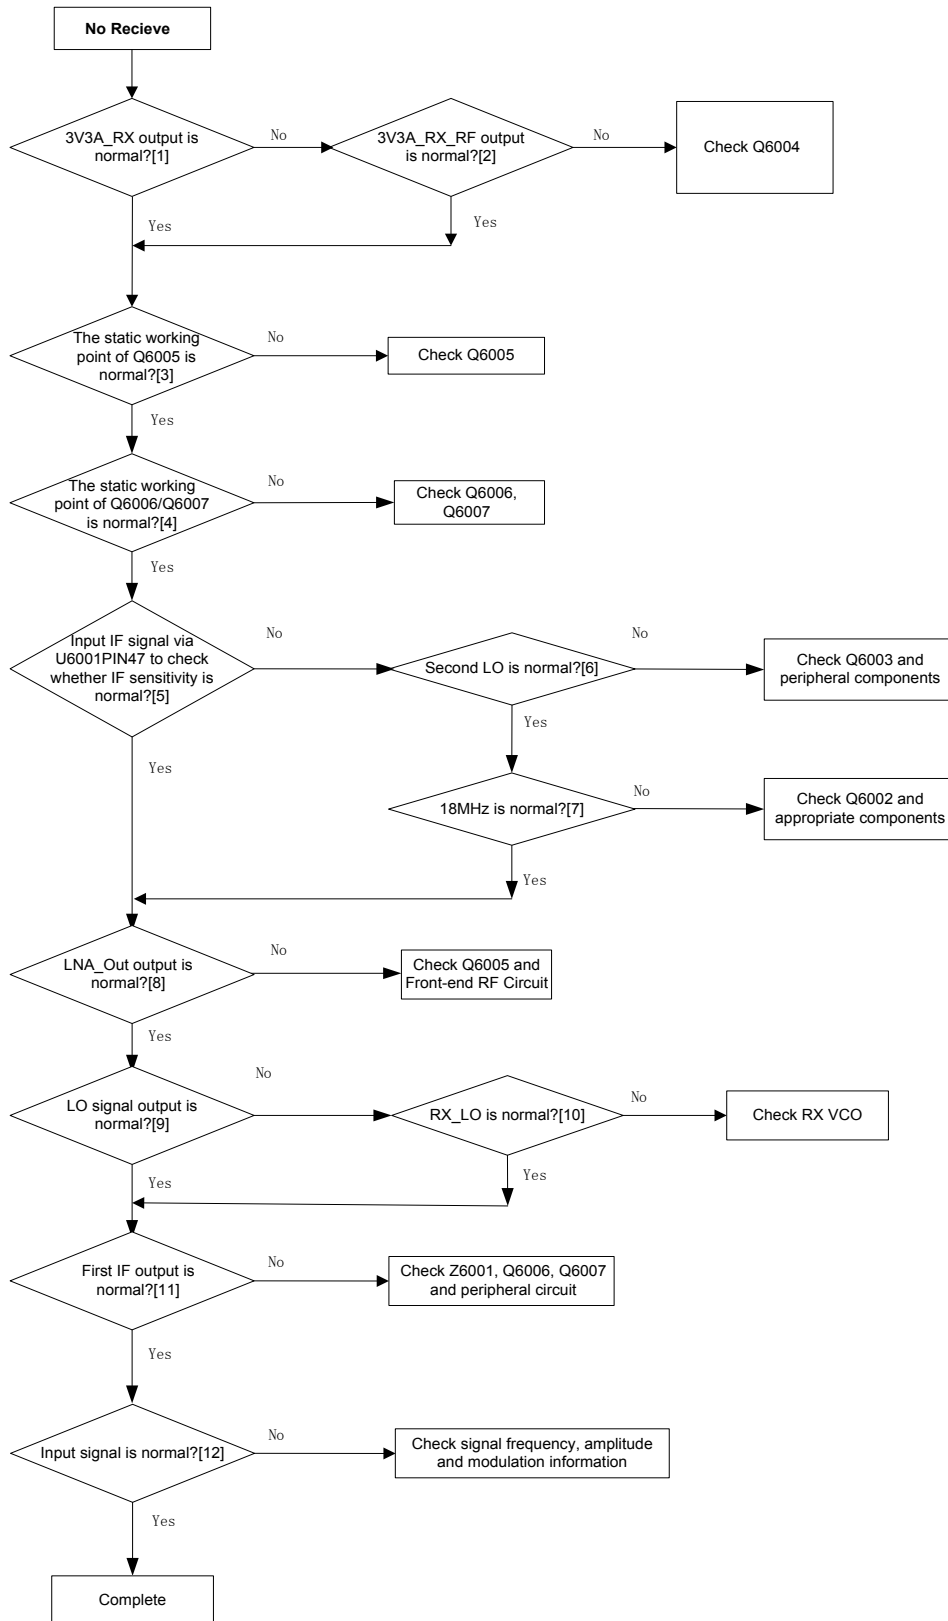 No Recieve
3V3A_RX output is
normal?[1]
No
3V3A_RX_RF output
is normal?[2]
No
Check Q6004
Yes
Yes
The static working
point of Q6005 is
normal?[3]
No
Check Q6005
Yes
The static working
point of Q6006/Q6007
is normal?[4]
No
Check Q6006,
Q6007
Yes
Input IF signal via
U6001PIN47 to check
whether IF sensitivity is
normal?[5]
No
Second LO is normal?[6]
No
Check Q6003 and
peripheral components
Yes
Yes
18MHz is normal?[7]
No
Check Q6002 and
appropriate components
Yes
LNA_Out output is
normal?[8]
No
Check Q6005 and
Front-end RF Circuit
Yes
LO signal output is
normal?[9]
No
RX_LO is normal?[10]
No
Check RX VCO
Yes
Yes
First IF output is
normal?[11]
No
Check Z6001, Q6006, Q6007
and peripheral circuit
Yes
Input signal is normal?[12]
No
Check signal frequency, amplitude
and modulation information
Yes
Complete